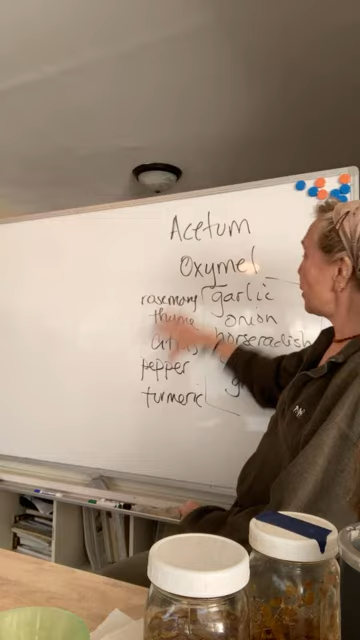 Acetum
Oxymel
rosemary garlic
thyme onion
horseradish
pepper
turmeric